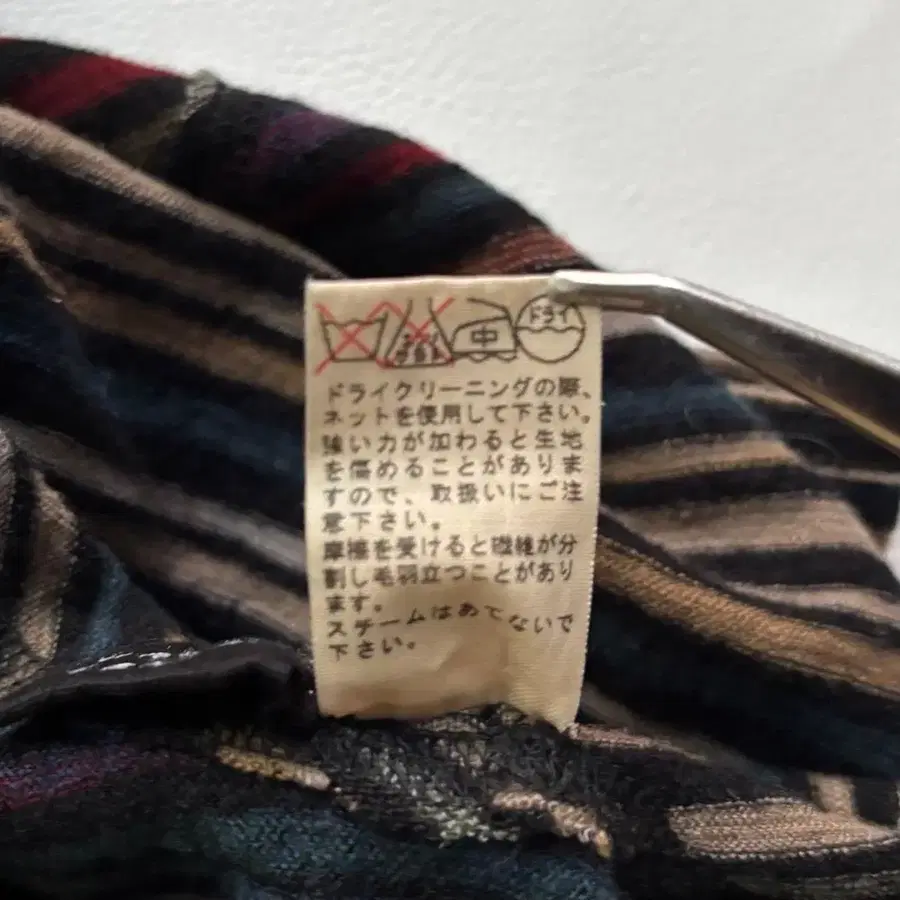 中 ドライ
ドライクリーニングの際、
ネットを使用して下さい。
強い力が加わると生地
を傷めることがありま
すので、取扱いにご注
意下さい。
摩擦を受けると繊維が分
割し毛羽立つことがあり
ます。
スチームはあてないで
下さい。